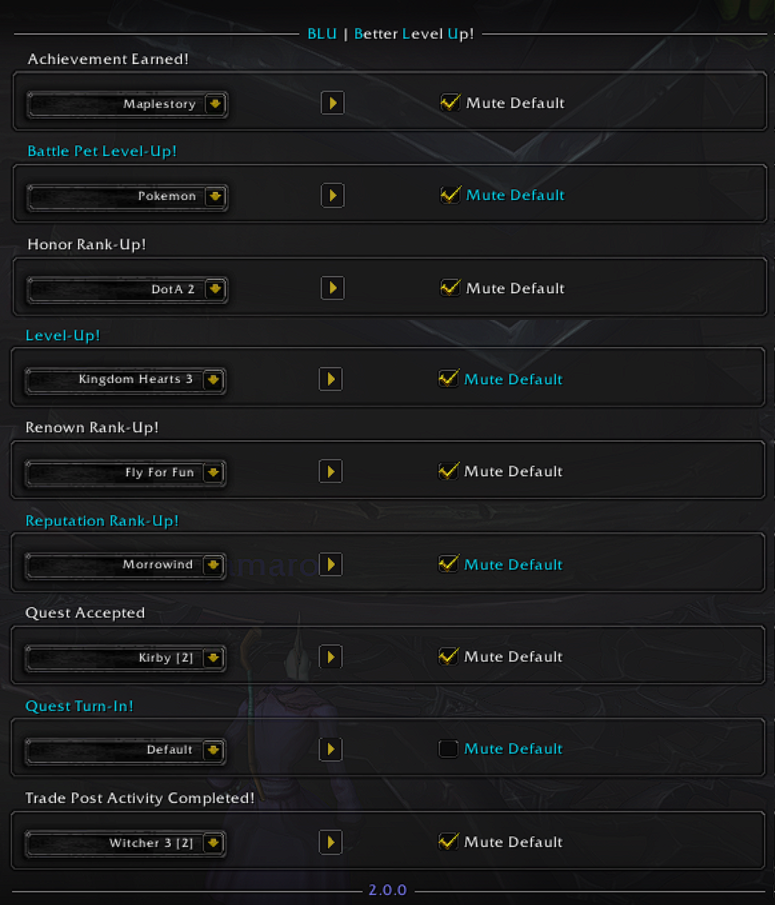 BLU | Better Level Up!
Achievement Earned!
Maplestory Mute Default
Battle Pet Level-Up!
Pokemon Mute Default
Honor Rank-Up!
DotA 2 Mute Default
Level-Up!
Kingdom Hearts 3 Mute Default
Renown Rank-Up!
Fly For Fun Mute Default
Reputation Rank-Up!
Morrowind Mute Default
Quest Accepted
Kirby [2] Mute Default
Quest Turn-In!
Default Mute Default
Trade Post Activity Completed!
Witcher 3 [2] Mute Default
2.0.0